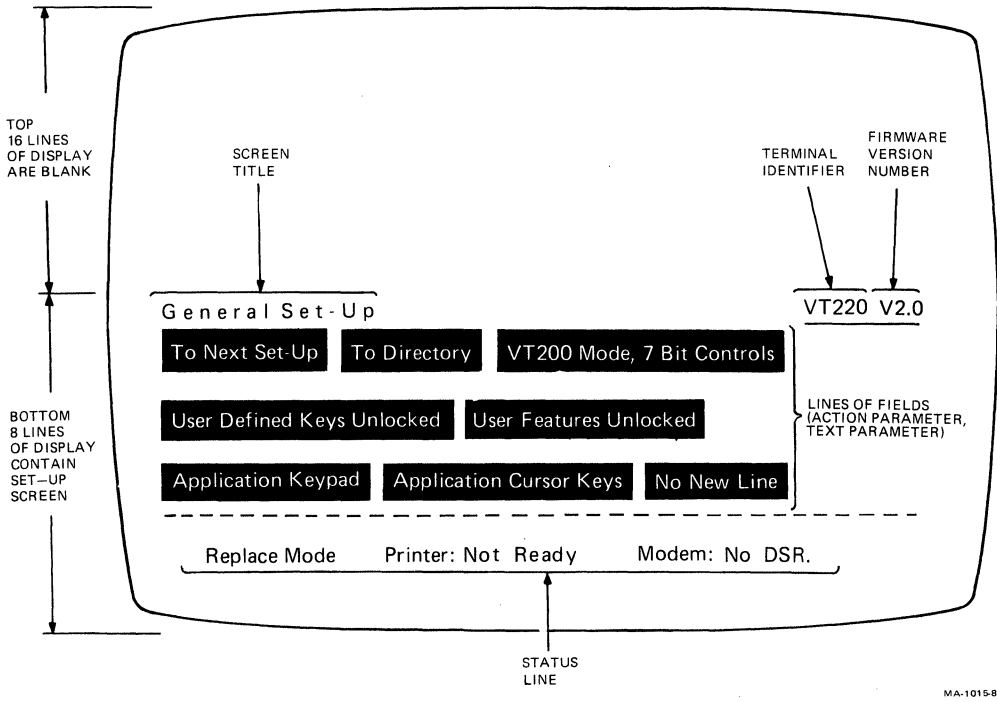 TOP
16 LINES
OF DISPLAY
ARE BLANK
SCREEN
TITLE
TERMINAL
IDENTIFIER
FIRMWARE
VERSION
NUMBER
General Set-Up
VT220 V2.0
To Next Set-Up To Directory VT200 Mode, 7 Bit Controls
User Defined Keys Unlocked User Features Unlocked
Application Keypad Application Cursor Keys No New Line
LINES OF FIELDS
(ACTION PARAMETER,
TEXT PARAMETER)
BOTTOM
8 LINES
OF DISPLAY
CONTAIN
SET-UP
SCREEN
Replace Mode Printer: Not Ready Modem: No DSR.
STATUS
LINE
MA-1015-8